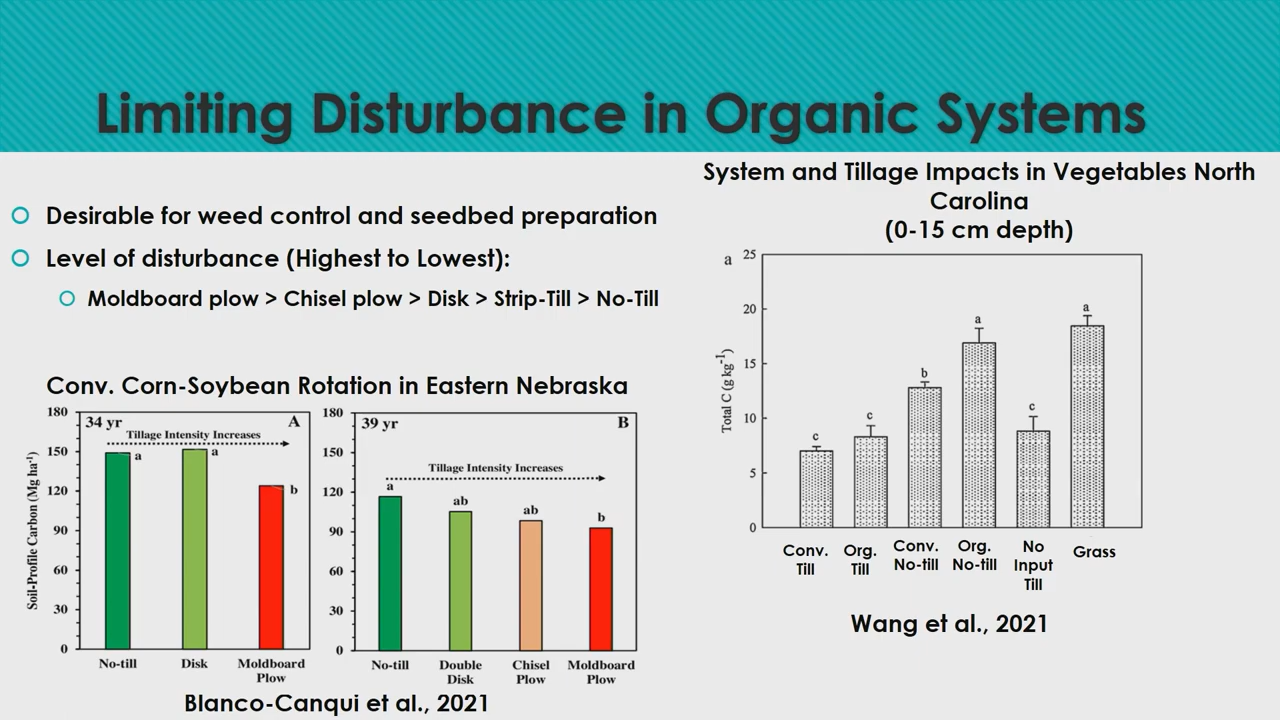 Limiting Disturbance in Organic Systems
Desirable for weed control and seedbed preparation
Level of disturbance (Highest to Lowest):
Moldboard plow > Chisel plow > Disk > Strip-Till > No-Till
Conv. Corn-Soybean Rotation in Eastern Nebraska
Soil-Profile Carbon (Mg ha⁻¹)
180
150
120
90
60
30
0
34 yr
A
Tillage Intensity Increases
a
a
b
No-till
Disk
Moldboard
Plow
180
150
120
90
60
30
0
39 yr
B
Tillage Intensity Increases
a
ab
ab
b
No-till
Double
Disk
Chisel
Plow
Moldboard
Plow
Blanco-Canqui et al., 2021
System and Tillage Impacts in Vegetables North
Carolina
(0-15 cm depth)
a
Total C (g kg⁻¹)
25
20
15
10
5
0
c
c
b
a
c
a
Conv.
Till
Org.
Till
Conv.
No-till
Org.
No-till
No
Input
Till
Grass
Wang et al., 2021